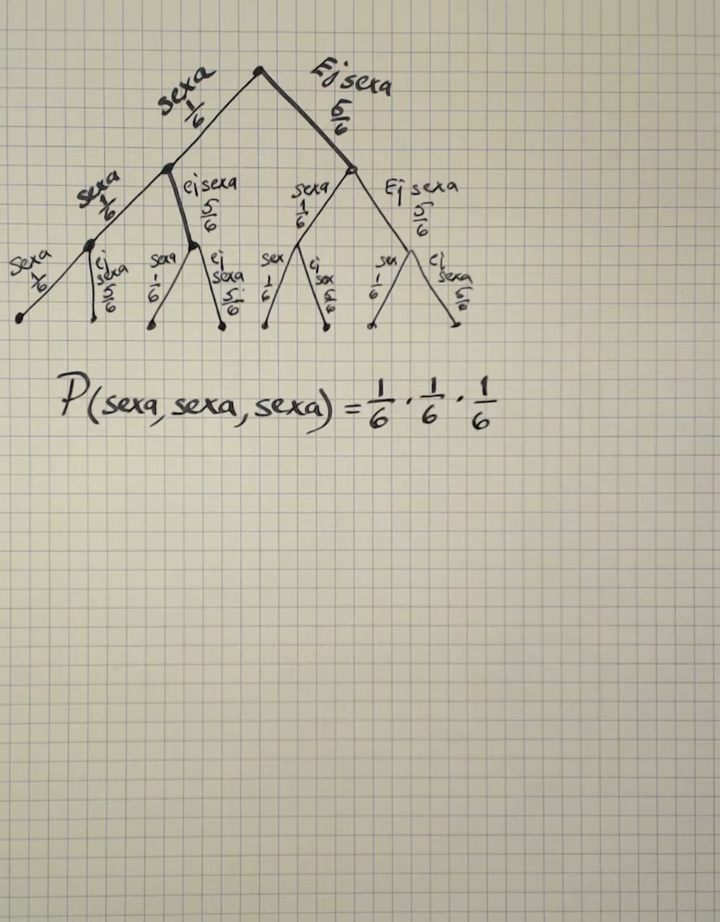 sexa Ej sexa
1/6 5/6
sexa ej sexa sexa Ej sexa
1/6 5/6 1/6 5/6
sexa ej sexa sexa ej sexa sex ej sex sex ej sexa
1/6 5/6 1/6 5/6 1/6 5/6 1/6 5/6
P(sexa, sexa, sexa) = 1/6 · 1/6 · 1/6